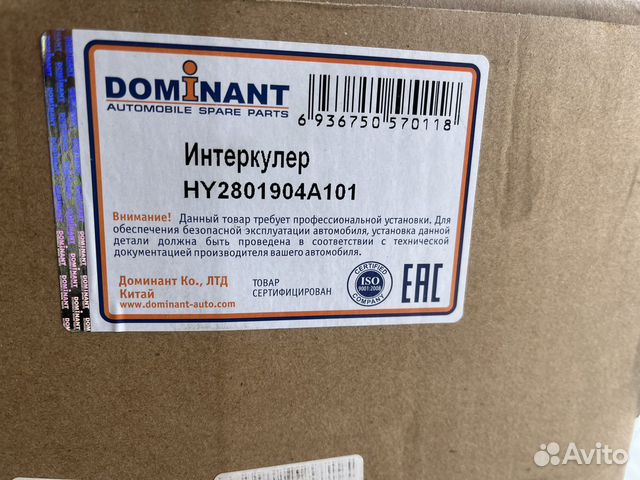 DOMINANT
AUTOMOBILE SPARE PARTS
6 936750 570118
Интеркулер
HY2801904A101
Внимание! Данный товар требует профессиональной установки. Для
обеспечения безопасной эксплуатации автомобиля, установка данной
детали должна быть проведена в соответствии с технической
документацией производителя вашего автомобиля.
Доминант Ко., ЛТД
Китай
www.dominant-auto.com
ТОВАР
СЕРТИФИЦИРОВАН
CERTIFIED
ISO
9001:2008
COMPANY
EAC
Avito